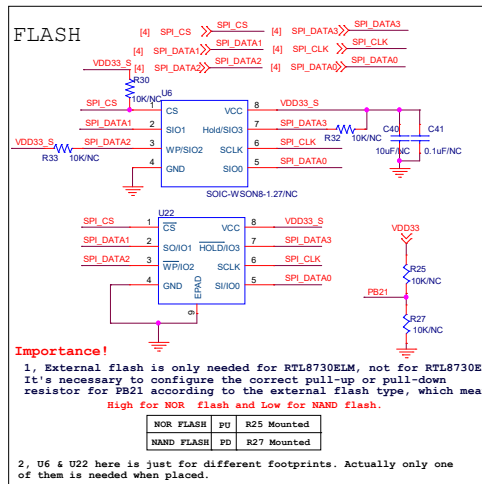 FLASH
[4] SPI_CS SPI_CS [4] SPI_DATA3 SPI_DATA3
[4] SPI_DATA1 SPI_DATA1 [4] SPI_CLK SPI_CLK
[4] SPI_DATA2 SPI_DATA2 [4] SPI_DATA0 SPI_DATA0
VDD33_S
R30
10K/NC
U6
SPI_CS 1 CS VCC 8 VDD33_S
SPI_DATA1 2 SIO1 Hold/SIO3 7 SPI_DATA3
R32 10K/NC
C40 10uF/NC
C41 0.1uF/NC
VDD33_S R33 10K/NC SPI_DATA2 3 WP/SIO2 SCLK 6 SPI_CLK
4 GND SIO0 5 SPI_DATA0
SOIC-WSON8-1.27/NC
U22
SPI_CS 1 CS VCC 8 VDD33_S
SPI_DATA1 2 SO/IO1 HOLD/IO3 7 SPI_DATA3
SPI_DATA2 3 WP/IO2 SCLK 6 SPI_CLK
4 GND SI/IO0 5 SPI_DATA0
EPAD
9
VDD33
R25
10K/NC
PB21
R27
10K/NC
Importance!
1, External flash is only needed for RTL8730ELM, not for RTL8730E
It's necessary to configure the correct pull-up or pull-down
resistor for PB21 according to the external flash type, which mea
High for NOR flash and Low for NAND flash.
NOR FLASH PU R25 Mounted
NAND FLASH PD R27 Mounted
2, U6 & U22 here is just for different footprints. Actually only one
of them is needed when placed.